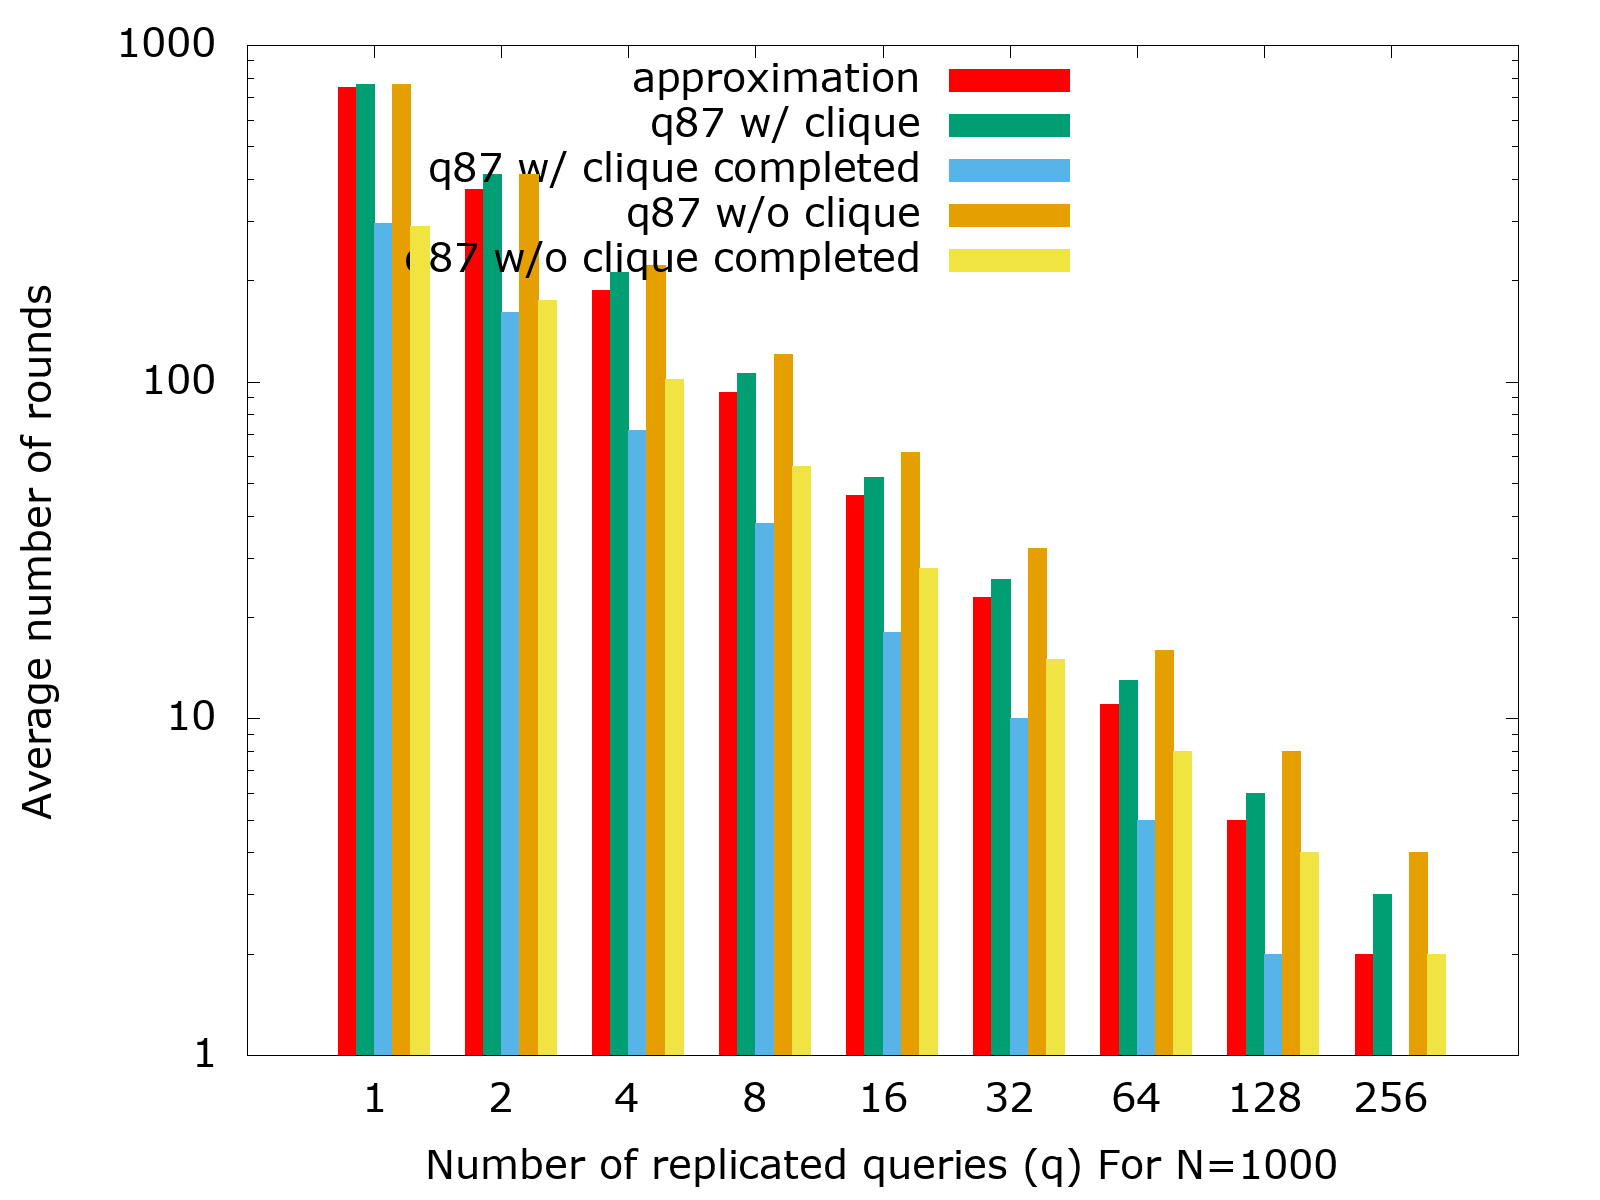 1000
100
10
1
Average number of rounds
approximation
q87 w/ clique
q87 w/ clique completed
q87 w/o clique
q87 w/o clique completed
1 2 4 8 16 32 64 128 256
Number of replicated queries (q) For N=1000